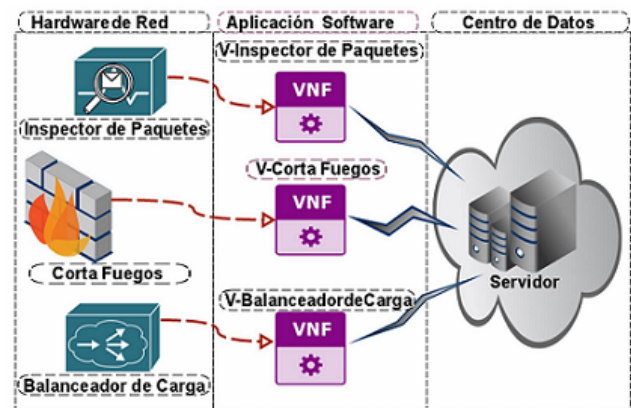 Hardware de Red
Aplicación Software
Centro de Datos
V-Inspector de Paquetes
VNF
Inspector de Paquetes
V-Corta Fuegos
VNF
Corta Fuegos
Servidor
V-BalanceadordeCarga
VNF
Balanceador de Carga